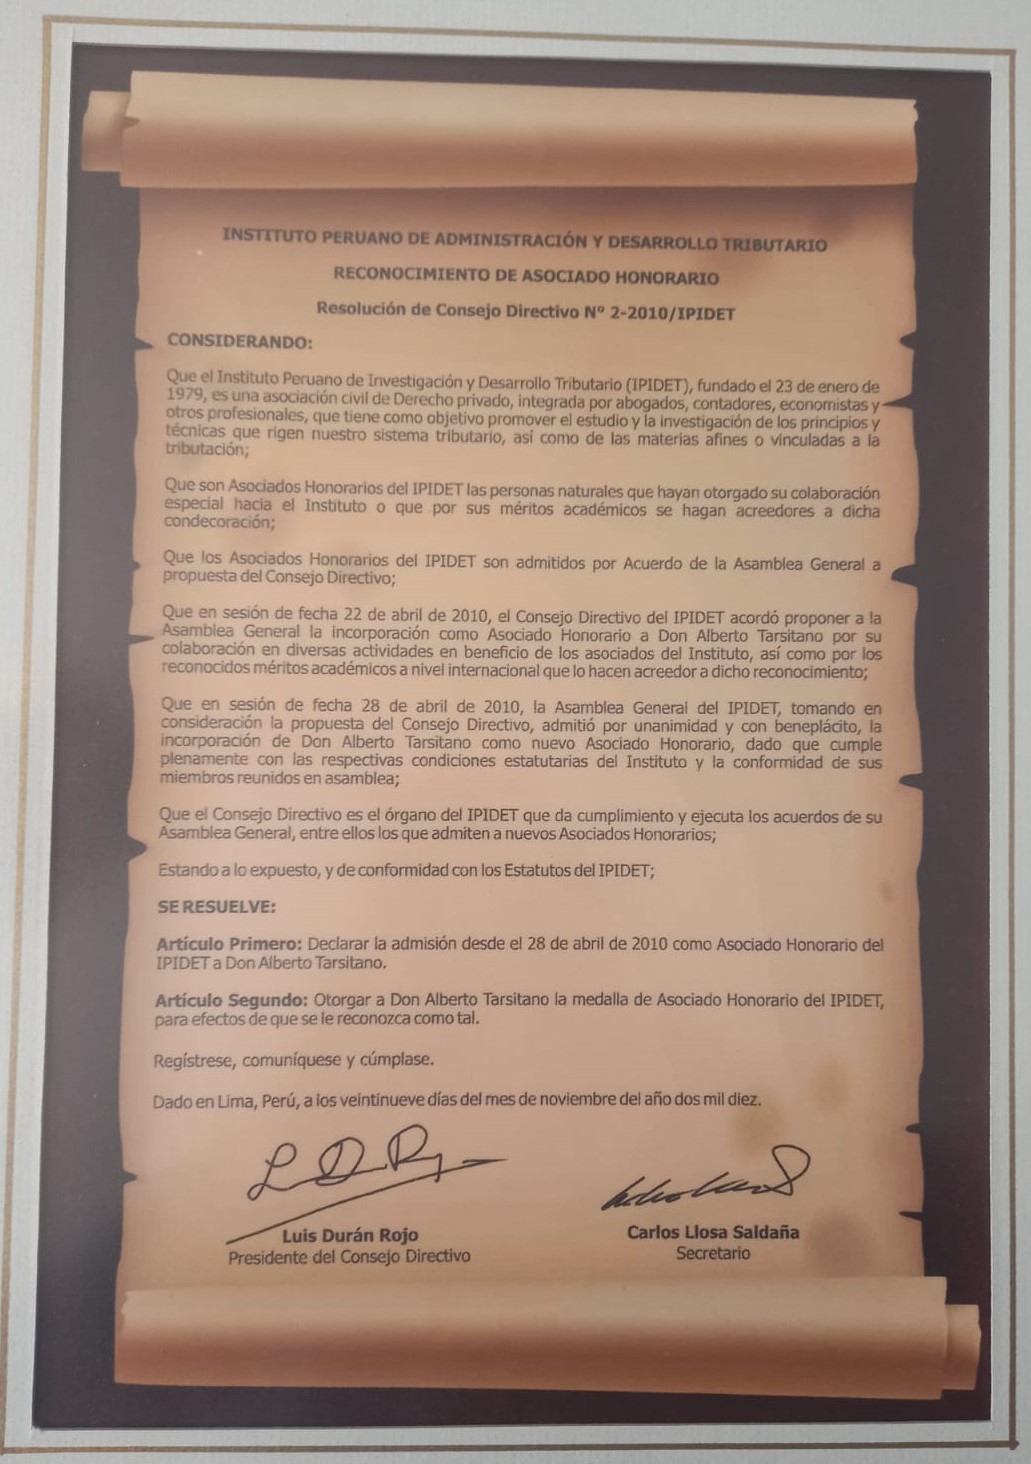 INSTITUTO PERUANO DE ADMINISTRACIÓN Y DESARROLLO TRIBUTARIO
RECONOCIMIENTO DE ASOCIADO HONORARIO
Resolución de Consejo Directivo Nº 2-2010/IPIDET
CONSIDERANDO:
Que el Instituto Peruano de Investigación y Desarrollo Tributario (IPIDET), fundado el 23 de enero de
1979, es una asociación civil de Derecho privado, integrada por abogados, contadores, economistas y
otros profesionales, que tiene como objetivo promover el estudio y la investigación de los principios y
técnicas que rigen nuestro sistema tributario, así como de las materias afines o vinculadas a la
tributación;
Que son Asociados Honorarios del IPIDET las personas naturales que hayan otorgado su colaboración
especial hacia el Instituto o que por sus méritos académicos se hagan acreedores a dicha
condecoración;
Que los Asociados Honorarios del IPIDET son admitidos por Acuerdo de la Asamblea General a
propuesta del Consejo Directivo;
Que en sesión de fecha 22 de abril de 2010, el Consejo Directivo del IPIDET acordó proponer a la
Asamblea General la incorporación como Asociado Honorario a Don Alberto Tarsitano por su
colaboración en diversas actividades en beneficio de los asociados del Instituto, así como por los
reconocidos méritos académicos a nivel internacional que lo hacen acreedor a dicho reconocimiento;
Que en sesión de fecha 28 de abril de 2010, la Asamblea General del IPIDET, tomando en
consideración la propuesta del Consejo Directivo, admitió por unanimidad y con beneplácito, la
incorporación de Don Alberto Tarsitano como nuevo Asociado Honorario, dado que cumple
plenamente con las respectivas condiciones estatutarias del Instituto y la conformidad de sus
miembros reunidos en asamblea;
Que el Consejo Directivo es el órgano del IPIDET que da cumplimiento y ejecuta los acuerdos de su
Asamblea General, entre ellos los que admiten a nuevos Asociados Honorarios;
Estando a lo expuesto, y de conformidad con los Estatutos del IPIDET;
SE RESUELVE:
Artículo Primero: Declarar la admisión desde el 28 de abril de 2010 como Asociado Honorario del
IPIDET a Don Alberto Tarsitano.
Artículo Segundo: Otorgar a Don Alberto Tarsitano la medalla de Asociado Honorario del IPIDET,
para efectos de que se le reconozca como tal.
Regístrese, comuníquese y cúmplase.
Dado en Lima, Perú, a los veintinueve días del mes de noviembre del año dos mil diez.
Luis Durán Rojo
Presidente del Consejo Directivo
Carlos Llosa Saldaña
Secretario